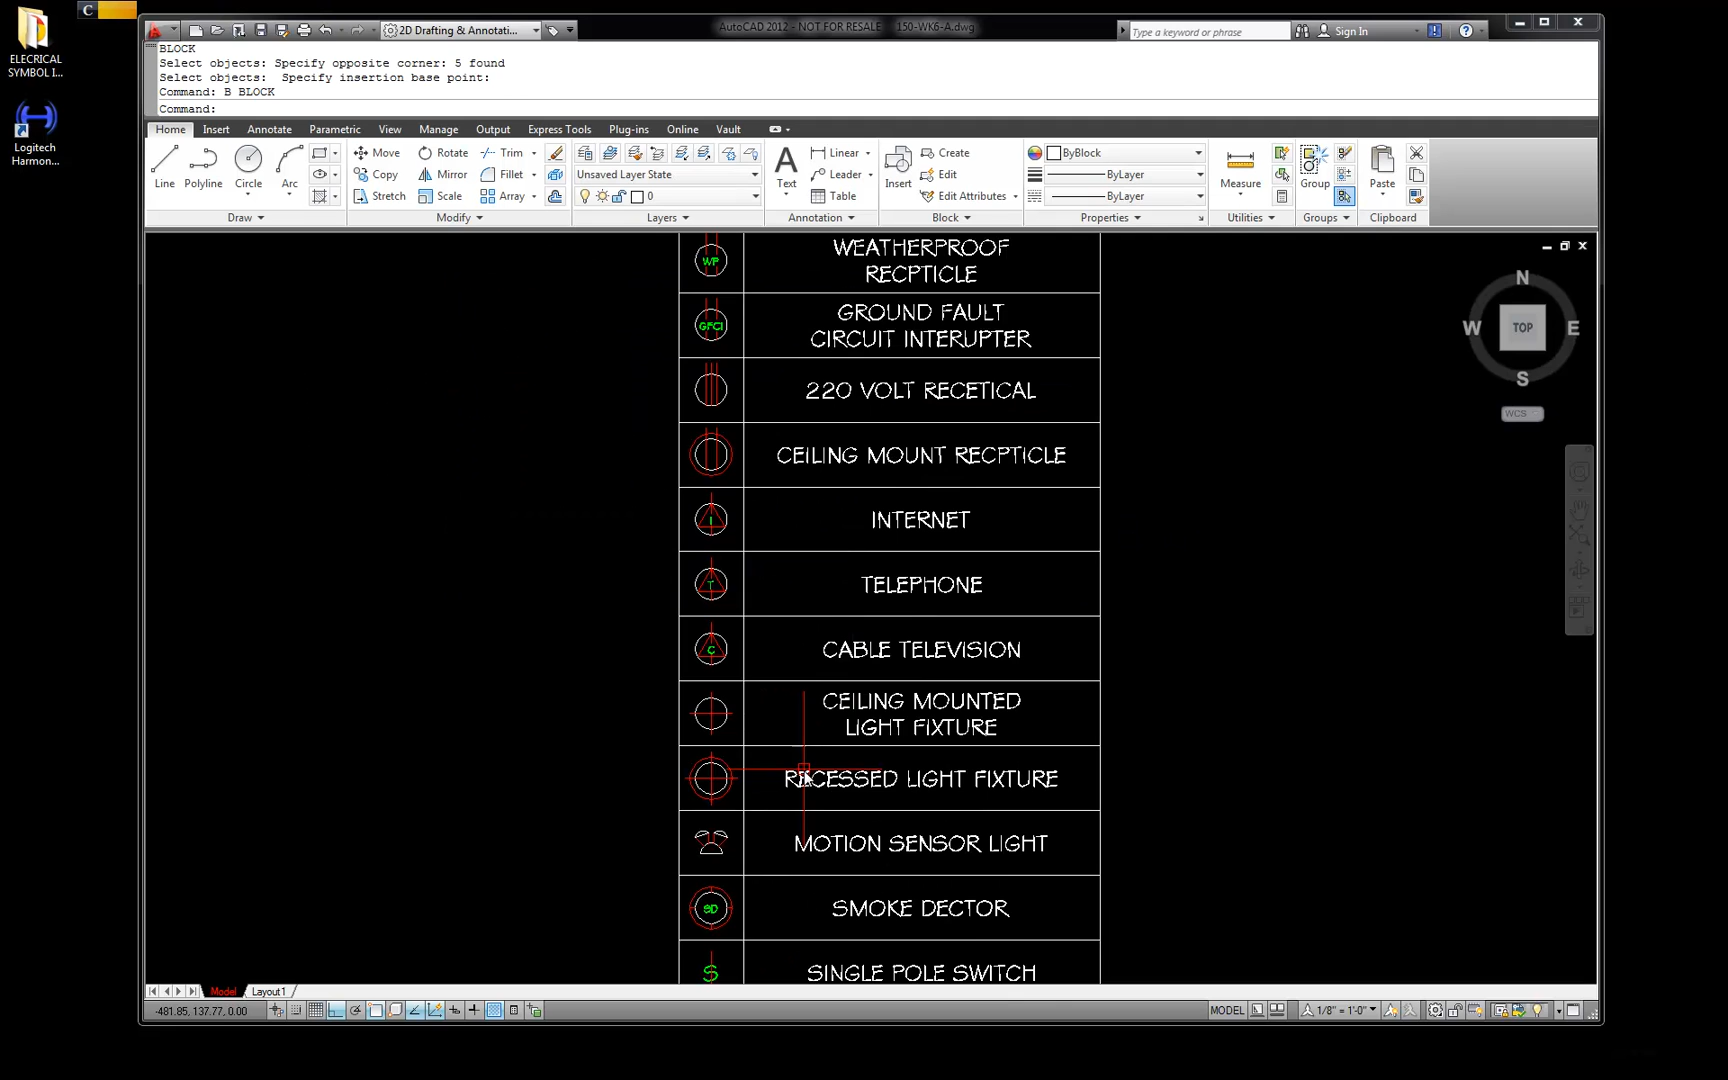 C
ELECRICAL
SYMBOL I...
Logitech
Harmon...
2D Drafting & Annotati...
AutoCAD 2012 - NOT FOR RESALE    150-WK6-A.dwg
Type a keyword or phrase
Sign In
BLOCK
Select objects: Specify opposite corner: 5 found
Select objects:  Specify insertion base point:
Command: B BLOCK
Command:
Home Insert Annotate Parametric View Manage Output Express Tools Plug-ins Online Vault
Line
Polyline
Circle
Arc
Draw
Move
Rotate
Trim
Copy
Mirror
Fillet
Stretch
Scale
Array
Modify
Unsaved Layer State
0
Layers
A
Text
Linear
Leader
Table
Annotation
Insert
Create
Edit
Edit Attributes
Block
ByBlock
ByLayer
ByLayer
Properties
Measure
Utilities
Group
Groups
Paste
Clipboard
WP
WEATHERPROOF
RECPTICLE
GFCI
GROUND FAULT
CIRCUIT INTERUPTER
220 VOLT RECETICAL
CEILING MOUNT RECPTICLE
I
INTERNET
T
TELEPHONE
C
CABLE TELEVISION
CEILING MOUNTED
LIGHT FIXTURE
RECESSED LIGHT FIXTURE
MOTION SENSOR LIGHT
SD
SMOKE DECTOR
S
SINGLE POLE SWITCH
N
W
TOP
E
S
WCS
Model
Layout1
-481.85, 137.77, 0.00
MODEL
1/8" = 1'-0"